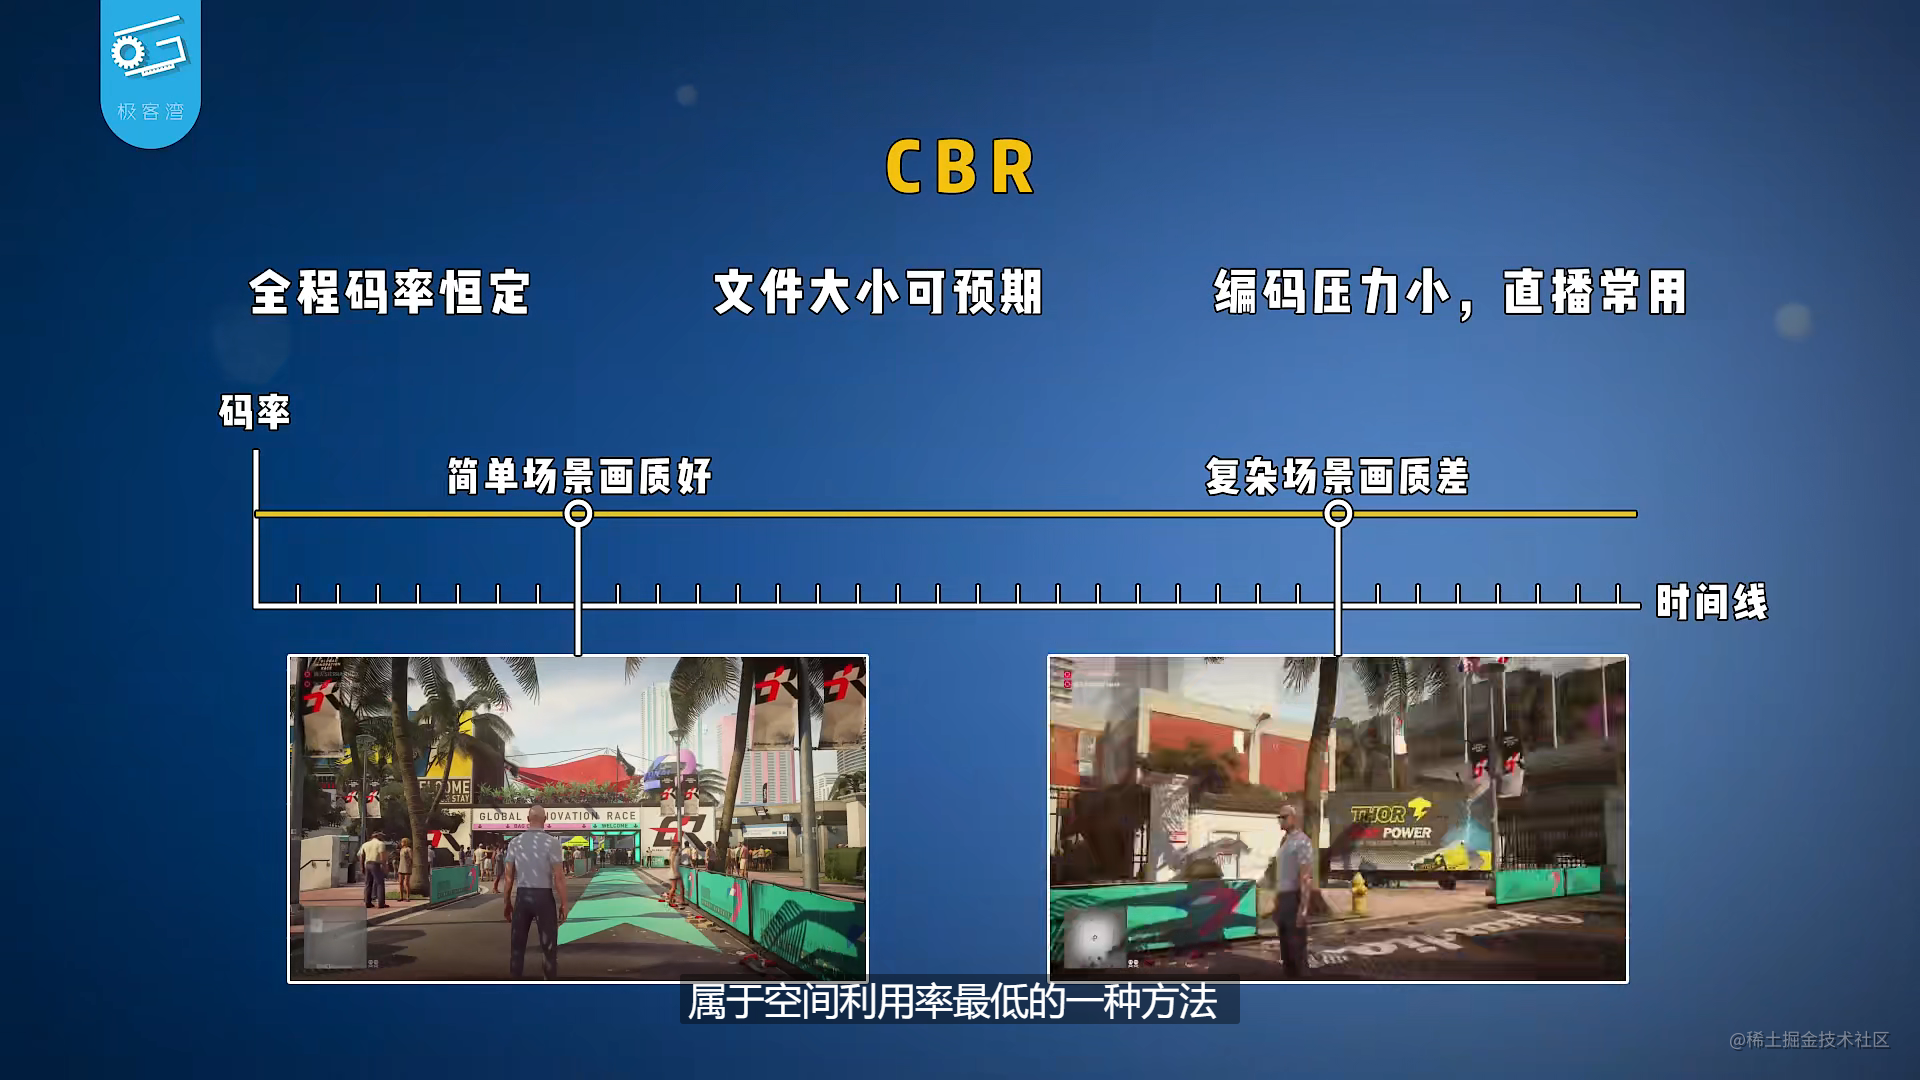 极客湾
CBR
全程码率恒定
文件大小可预期
编码压力小，直播常用
码率
简单场景画质好
复杂场景画质差
时间线
WELCOME
GLOBAL INNOVATION RACE
WELCOME
THOR
POWER
属于空间利用率最低的一种方法
@稀土掘金技术社区